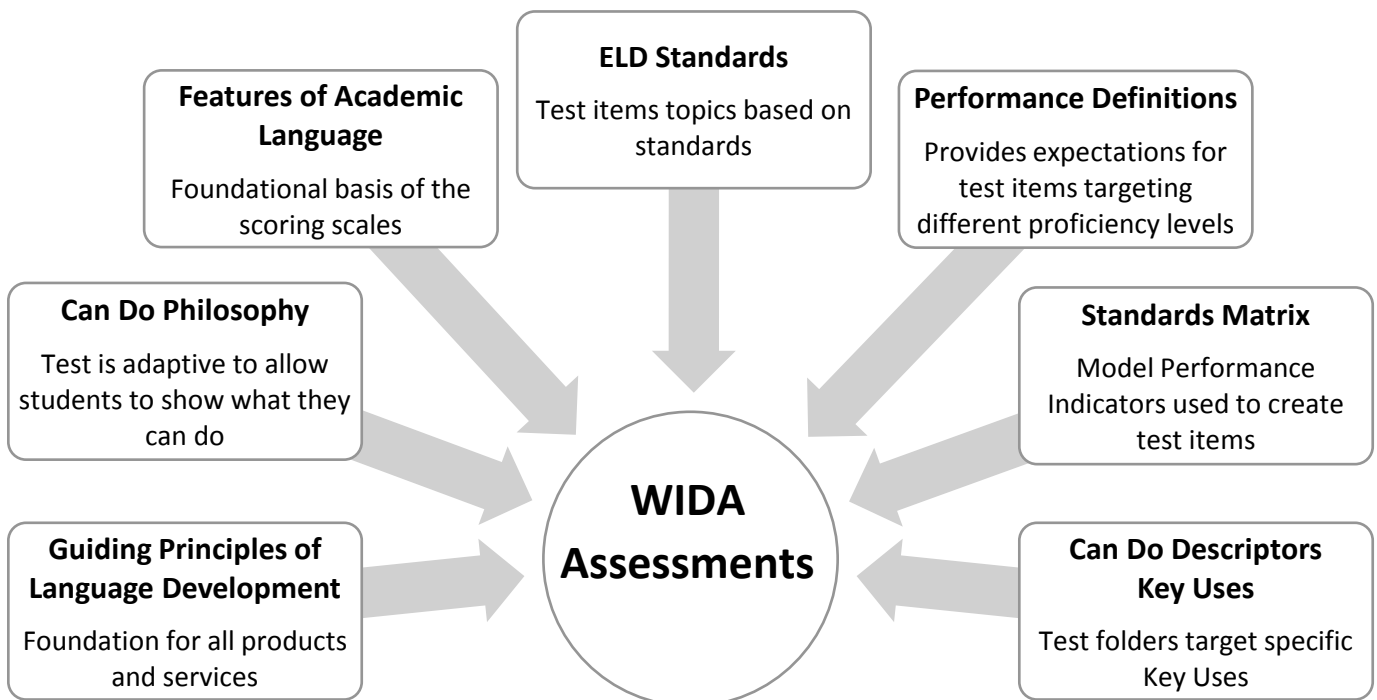 ELD Standards
Test items topics based on
standards
Features of Academic
Language
Foundational basis of the
scoring scales
Performance Definitions
Provides expectations for
test items targeting
different proficiency levels
Can Do Philosophy
Test is adaptive to allow
students to show what they
can do
Standards Matrix
Model Performance
Indicators used to create
test items
Guiding Principles of
Language Development
Foundation for all products
and services
WIDA
Assessments
Can Do Descriptors
Key Uses
Test folders target specific
Key Uses